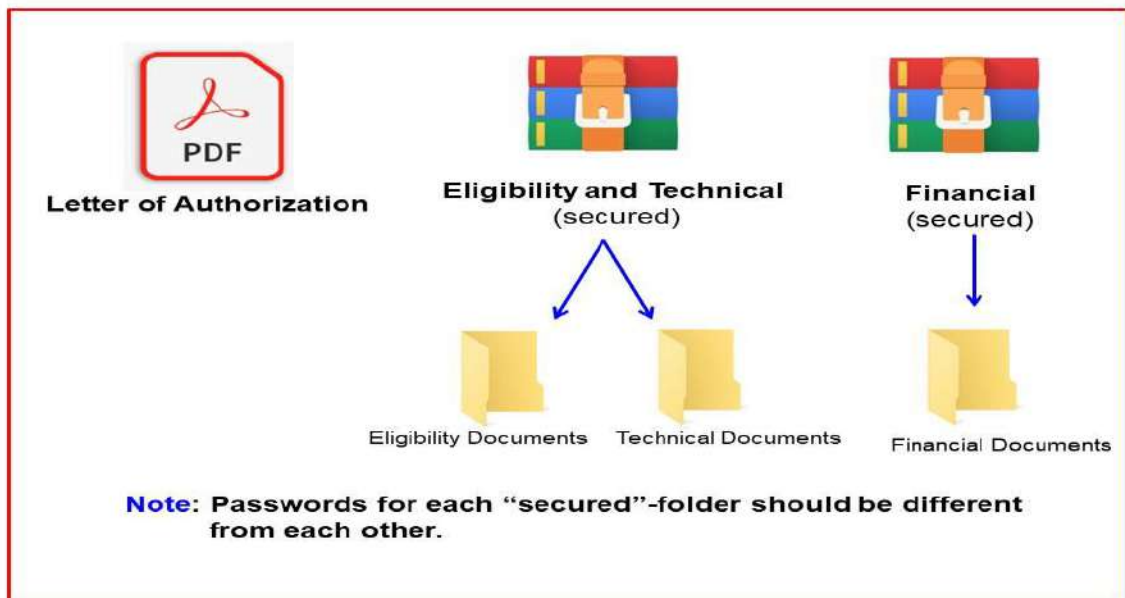 PDF
Letter of Authorization
Eligibility and Technical
(secured)
Financial
(secured)
Eligibility Documents
Technical Documents
Financial Documents
Note: Passwords for each “secured”-folder should be different
from each other.